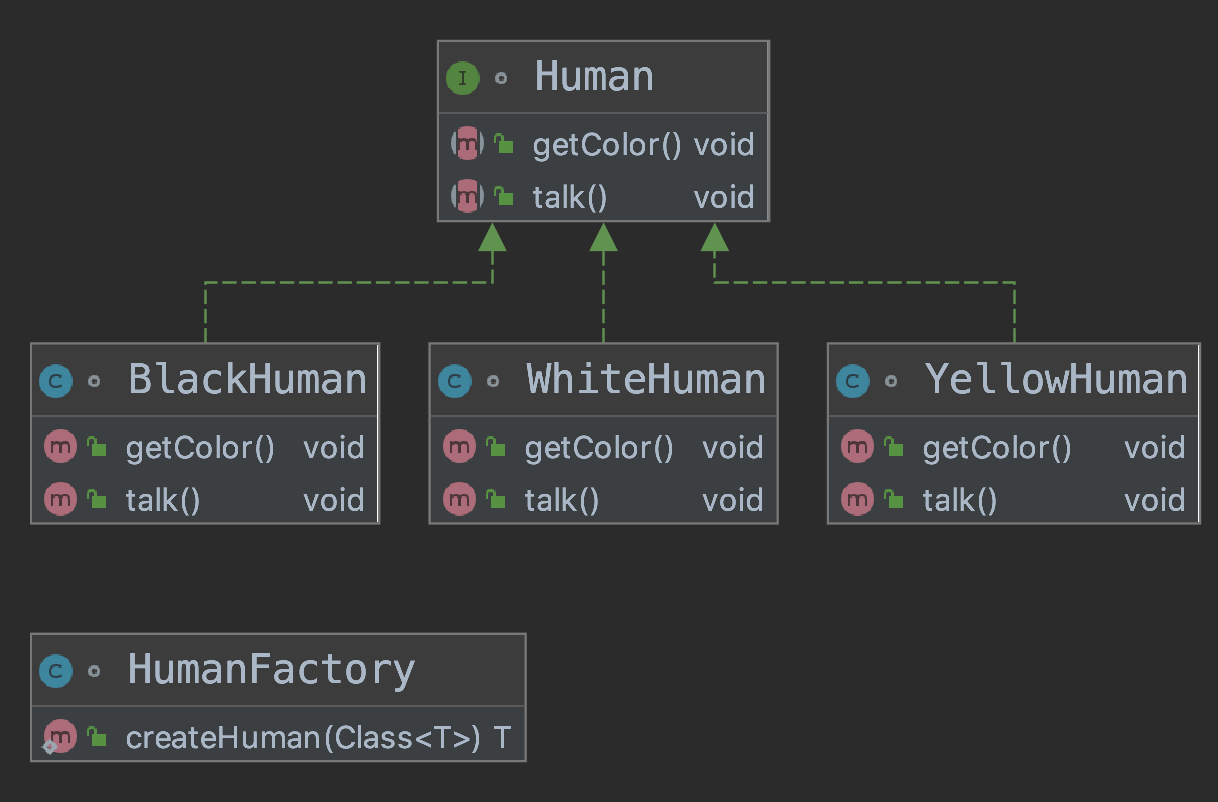 I Human
m getColor() void
m talk() void
C BlackHuman
m getColor() void
m talk() void
C WhiteHuman
m getColor() void
m talk() void
C YellowHuman
m getColor() void
m talk() void
C HumanFactory
m createHuman(Class<T>) T